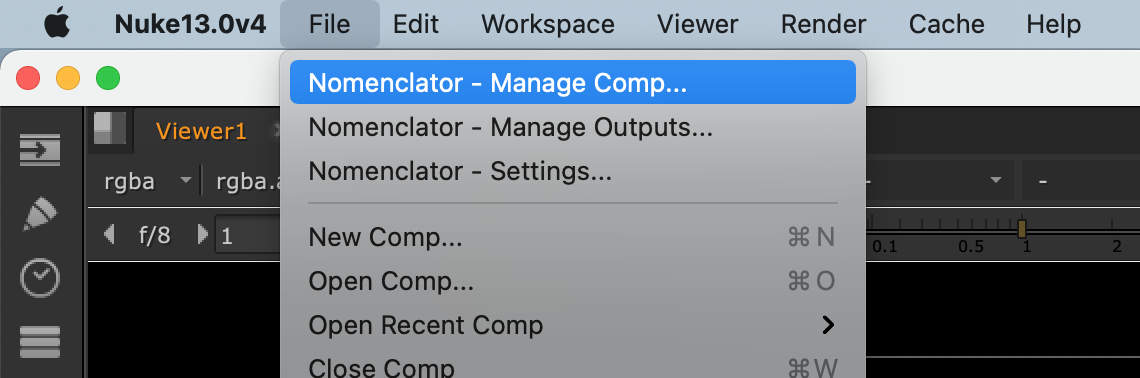 Nuke13.0v4 File Edit Workspace Viewer Render Cache Help
Nomenclator - Manage Comp...
Nomenclator - Manage Outputs...
Nomenclator - Settings...
Viewer1
rgba rgba.a -
f/8 1
0.1 0.5 1 2
New Comp... ⌘ N
Open Comp... ⌘ O
Open Recent Comp
Close Comp ⌘ W